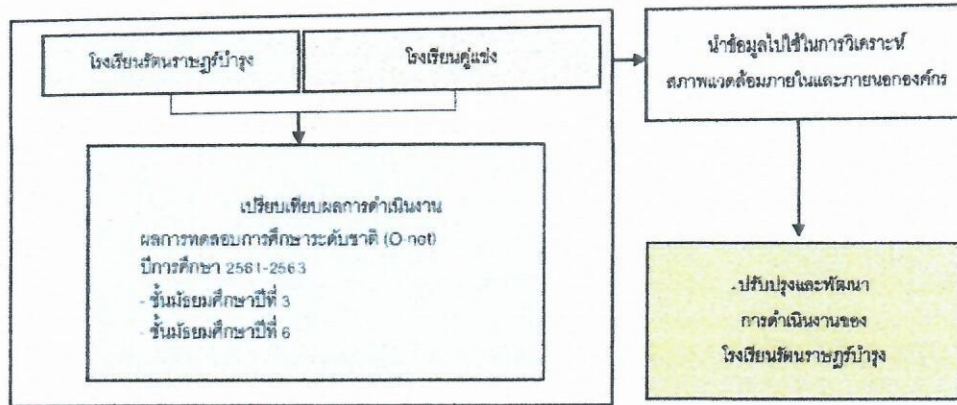 โรงเรียนรัตนราษฎร์บำรุง
โรงเรียนคู่แข่ง
เปรียบเทียบผลการดำเนินงาน
ผลการทดสอบการศึกษาระดับชาติ (O-net)
ปีการศึกษา 2561-2563
- ชั้นมัธยมศึกษาปีที่ 3
- ชั้นมัธยมศึกษาปีที่ 6
นำข้อมูลไปใช้ในการวิเคราะห์
สภาพแวดล้อมภายในและภายนอกองค์กร
- ปรับปรุงและพัฒนา
การดำเนินงานของ
โรงเรียนรัตนราษฎร์บำรุง